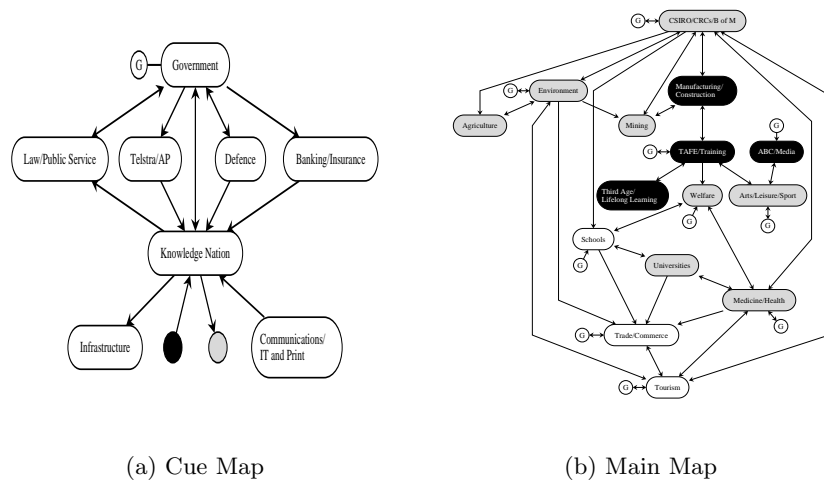 G
Government
Law/Public Service
Telstra/AP
Defence
Banking/Insurance
Knowledge Nation
Infrastructure
Communications/
IT and Print
(a) Cue Map
G
CSIRO/CRCs/B of M
G
Environment
Manufacturing/
Construction
Agriculture
Mining
G
G
TAFE/Training
ABC/Media
Third Age/
Lifelong Learning
Welfare
Arts/Leisure/Sport
G
G
Schools
G
Universities
Medicine/Health
G
G
Trade/Commerce
G
Tourism
(b) Main Map